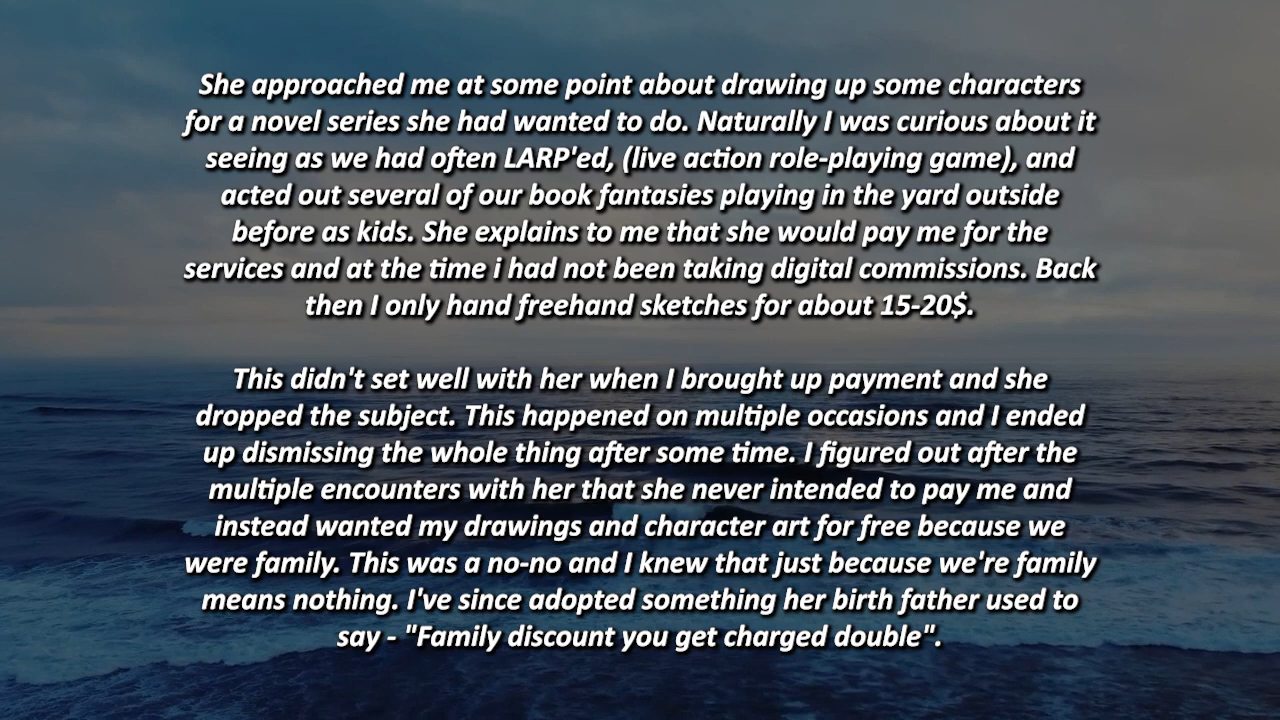 She approached me at some point about drawing up some characters
for a novel series she had wanted to do. Naturally I was curious about it
seeing as we had often LARP'ed, (live action role-playing game), and
acted out several of our book fantasies playing in the yard outside
before as kids. She explains to me that she would pay me for the
services and at the time i had not been taking digital commissions. Back
then I only hand freehand sketches for about 15-20$.
This didn't set well with her when I brought up payment and she
dropped the subject. This happened on multiple occasions and I ended
up dismissing the whole thing after some time. I figured out after the
multiple encounters with her that she never intended to pay me and
instead wanted my drawings and character art for free because we
were family. This was a no-no and I knew that just because we're family
means nothing. I've since adopted something her birth father used to
say - "Family discount you get charged double".